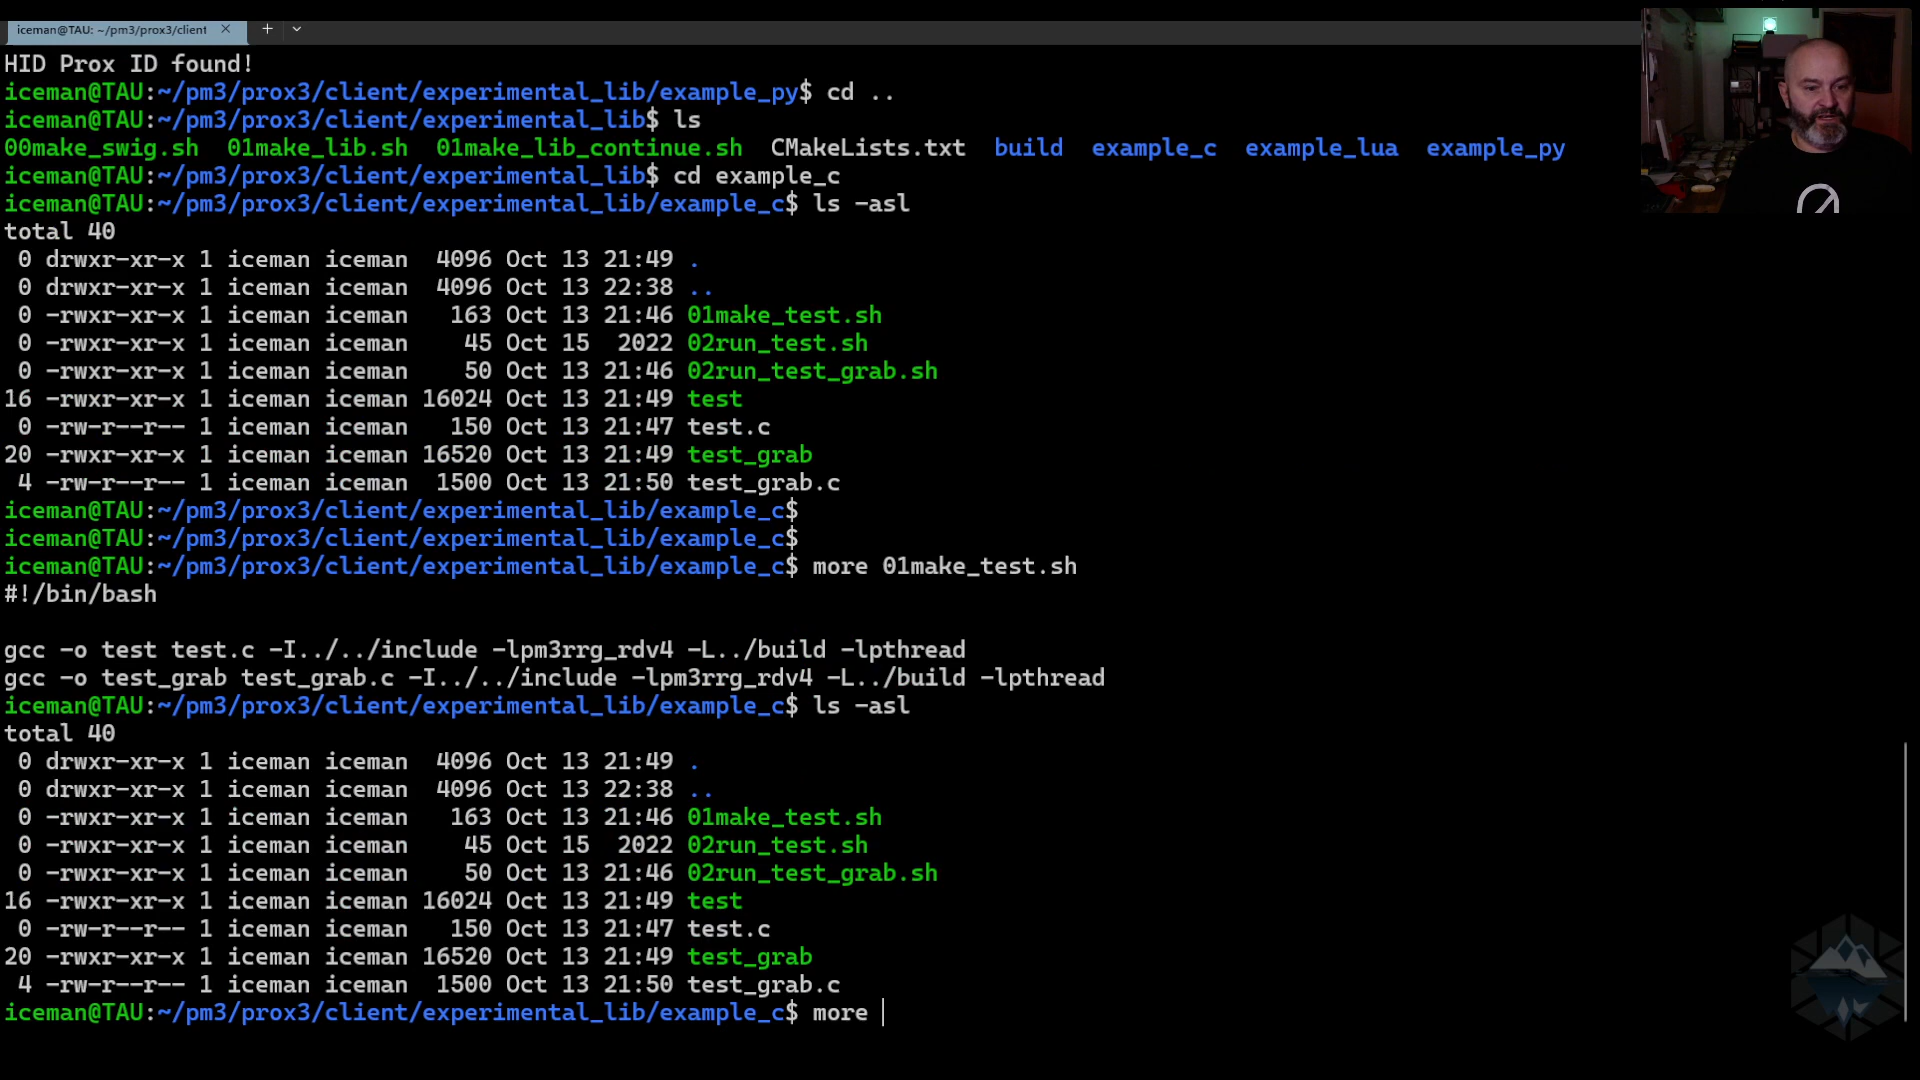 iceman@TAU: ~/pm3/prox3/client
HID Prox ID found!
iceman@TAU:~/pm3/prox3/client/experimental_lib/example_py$ cd ..
iceman@TAU:~/pm3/prox3/client/experimental_lib$ ls
00make_swig.sh  01make_lib.sh  01make_lib_continue.sh  CMakeLists.txt  build  example_c  example_lua  example_py
iceman@TAU:~/pm3/prox3/client/experimental_lib$ cd example_c
iceman@TAU:~/pm3/prox3/client/experimental_lib/example_c$ ls -asl
total 40
 0 drwxr-xr-x 1 iceman iceman  4096 Oct 13 21:49 .
 0 drwxr-xr-x 1 iceman iceman  4096 Oct 13 22:38 ..
 0 -rwxr-xr-x 1 iceman iceman   163 Oct 13 21:46 01make_test.sh
 0 -rwxr-xr-x 1 iceman iceman    45 Oct 15  2022 02run_test.sh
 0 -rwxr-xr-x 1 iceman iceman    50 Oct 13 21:46 02run_test_grab.sh
16 -rwxr-xr-x 1 iceman iceman 16024 Oct 13 21:49 test
 0 -rw-r--r-- 1 iceman iceman   150 Oct 13 21:47 test.c
20 -rwxr-xr-x 1 iceman iceman 16520 Oct 13 21:49 test_grab
 4 -rw-r--r-- 1 iceman iceman  1500 Oct 13 21:50 test_grab.c
iceman@TAU:~/pm3/prox3/client/experimental_lib/example_c$
iceman@TAU:~/pm3/prox3/client/experimental_lib/example_c$
iceman@TAU:~/pm3/prox3/client/experimental_lib/example_c$ more 01make_test.sh
#!/bin/bash
gcc -o test test.c -I../../include -lpm3rrg_rdv4 -L../build -lpthread
gcc -o test_grab test_grab.c -I../../include -lpm3rrg_rdv4 -L../build -lpthread
iceman@TAU:~/pm3/prox3/client/experimental_lib/example_c$ ls -asl
total 40
 0 drwxr-xr-x 1 iceman iceman  4096 Oct 13 21:49 .
 0 drwxr-xr-x 1 iceman iceman  4096 Oct 13 22:38 ..
 0 -rwxr-xr-x 1 iceman iceman   163 Oct 13 21:46 01make_test.sh
 0 -rwxr-xr-x 1 iceman iceman    45 Oct 15  2022 02run_test.sh
 0 -rwxr-xr-x 1 iceman iceman    50 Oct 13 21:46 02run_test_grab.sh
16 -rwxr-xr-x 1 iceman iceman 16024 Oct 13 21:49 test
 0 -rw-r--r-- 1 iceman iceman   150 Oct 13 21:47 test.c
20 -rwxr-xr-x 1 iceman iceman 16520 Oct 13 21:49 test_grab
 4 -rw-r--r-- 1 iceman iceman  1500 Oct 13 21:50 test_grab.c
iceman@TAU:~/pm3/prox3/client/experimental_lib/example_c$ more